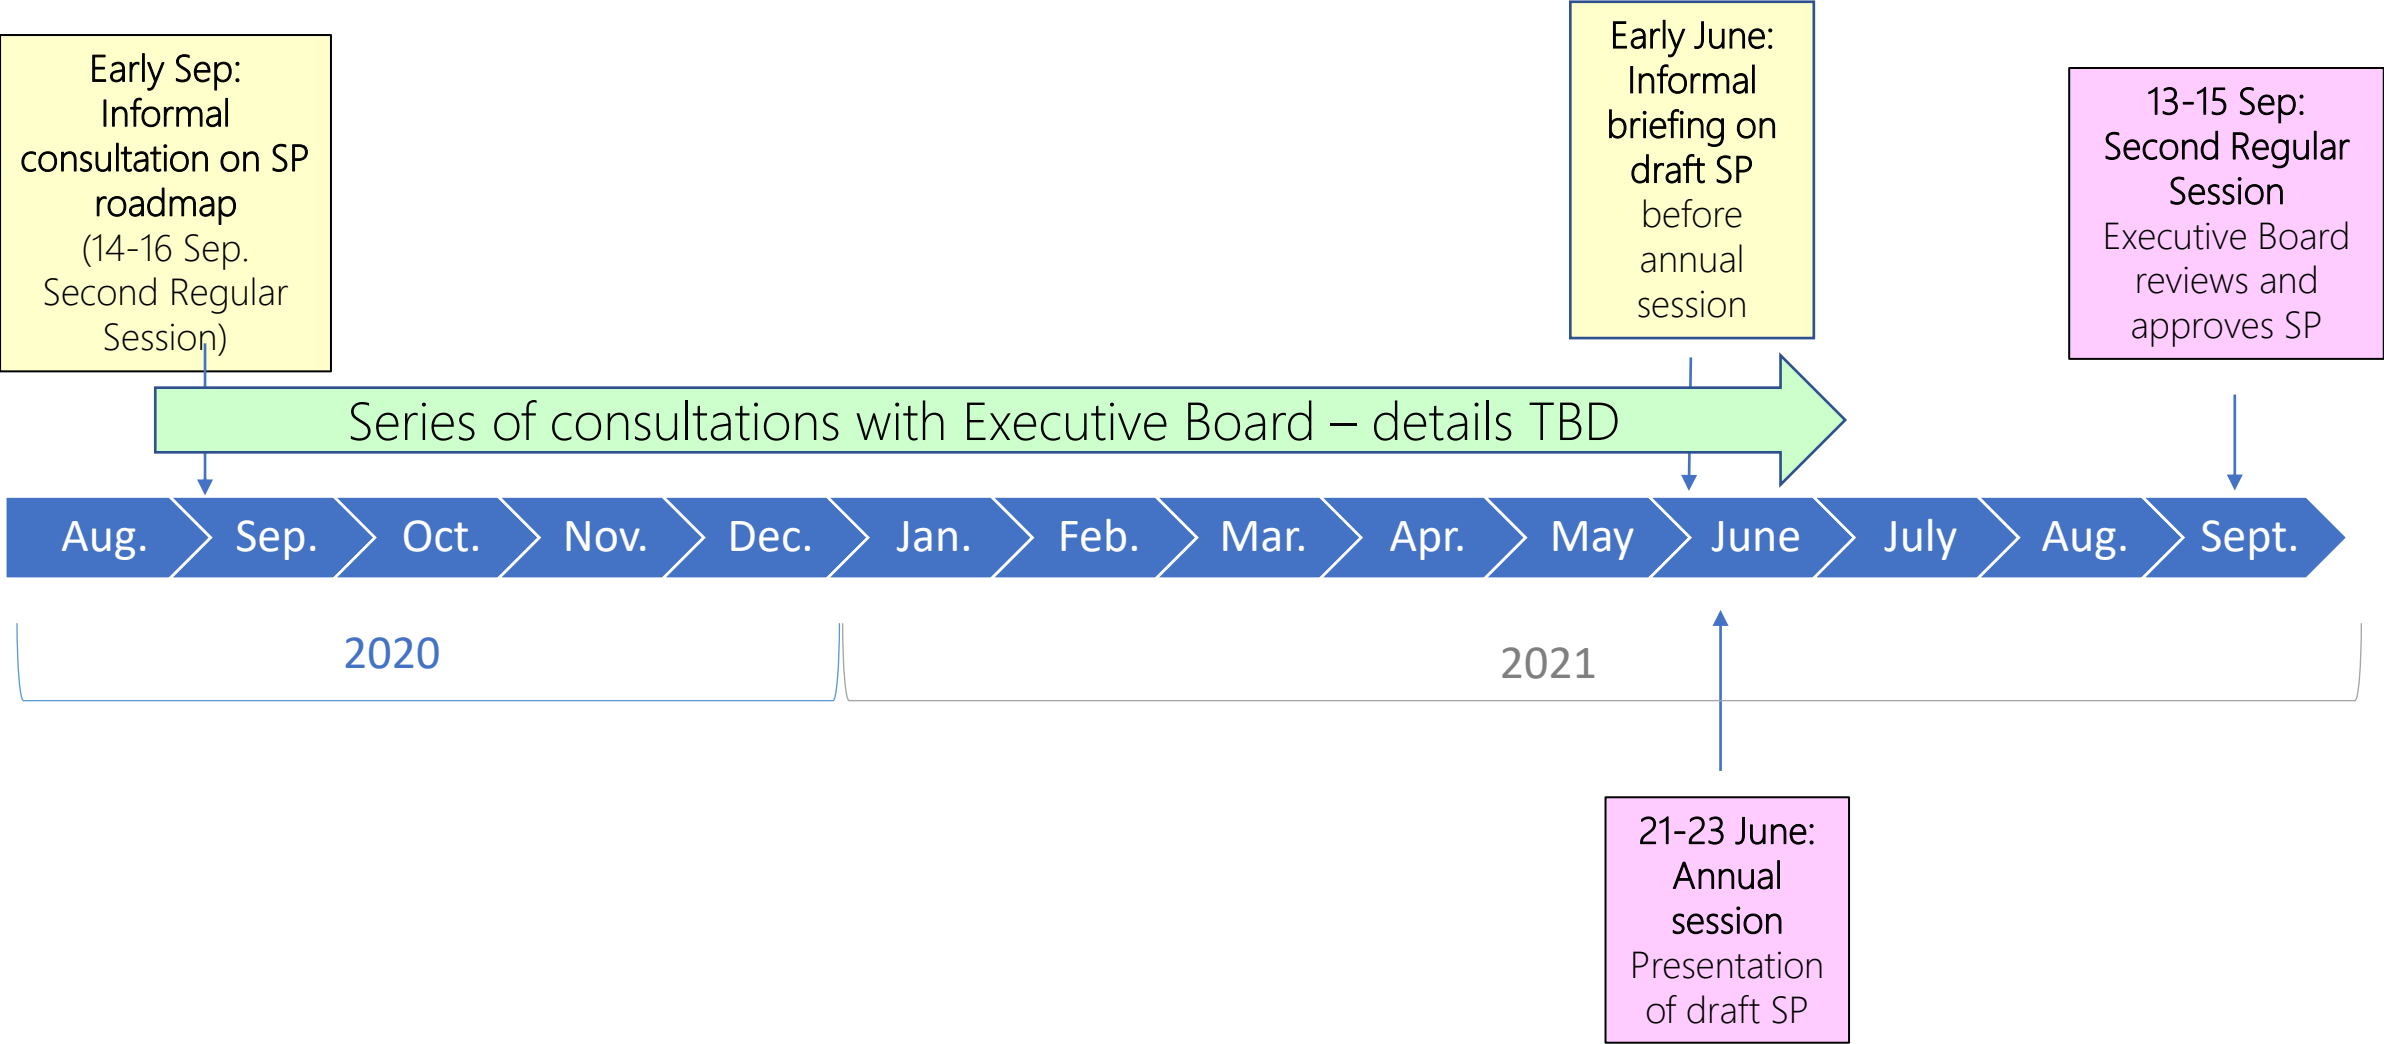 Early Sep:
Informal
consultation on SP
roadmap
(14-16 Sep.
Second Regular
Session)
Early June:
Informal
briefing on
draft SP
before
annual
session
13-15 Sep:
Second Regular
Session
Executive Board
reviews and
approves SP
Series of consultations with Executive Board – details TBD
Aug. Sep. Oct. Nov. Dec. Jan. Feb. Mar. Apr. May June July Aug. Sept.
2020
2021
21-23 June:
Annual
session
Presentation
of draft SP